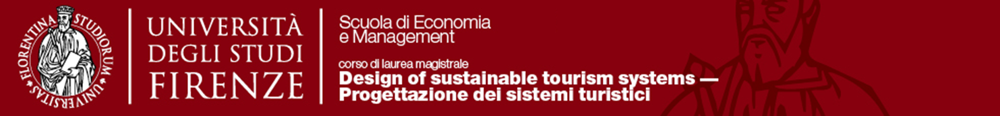 FLORENTINA STUDIORUM UNIVERSITAS
UNIVERSITÀ
DEGLI STUDI
FIRENZE
Scuola di Economia
e Management
corso di laurea magistrale
Design of sustainable tourism systems —
Progettazione dei sistemi turistici